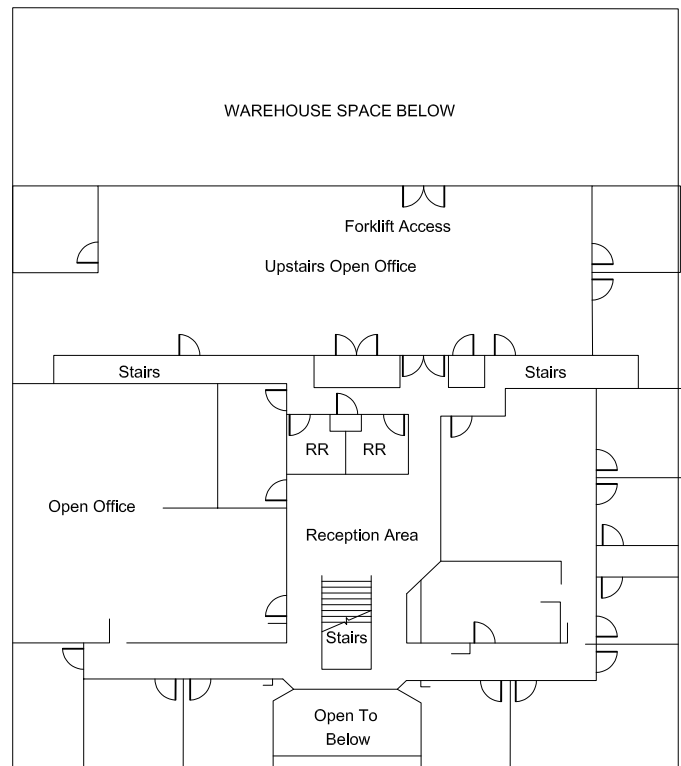 WAREHOUSE SPACE BELOW
Forklift Access
Upstairs Open Office
Stairs
Stairs
RR
RR
Open Office
Reception Area
Stairs
Open To
Below